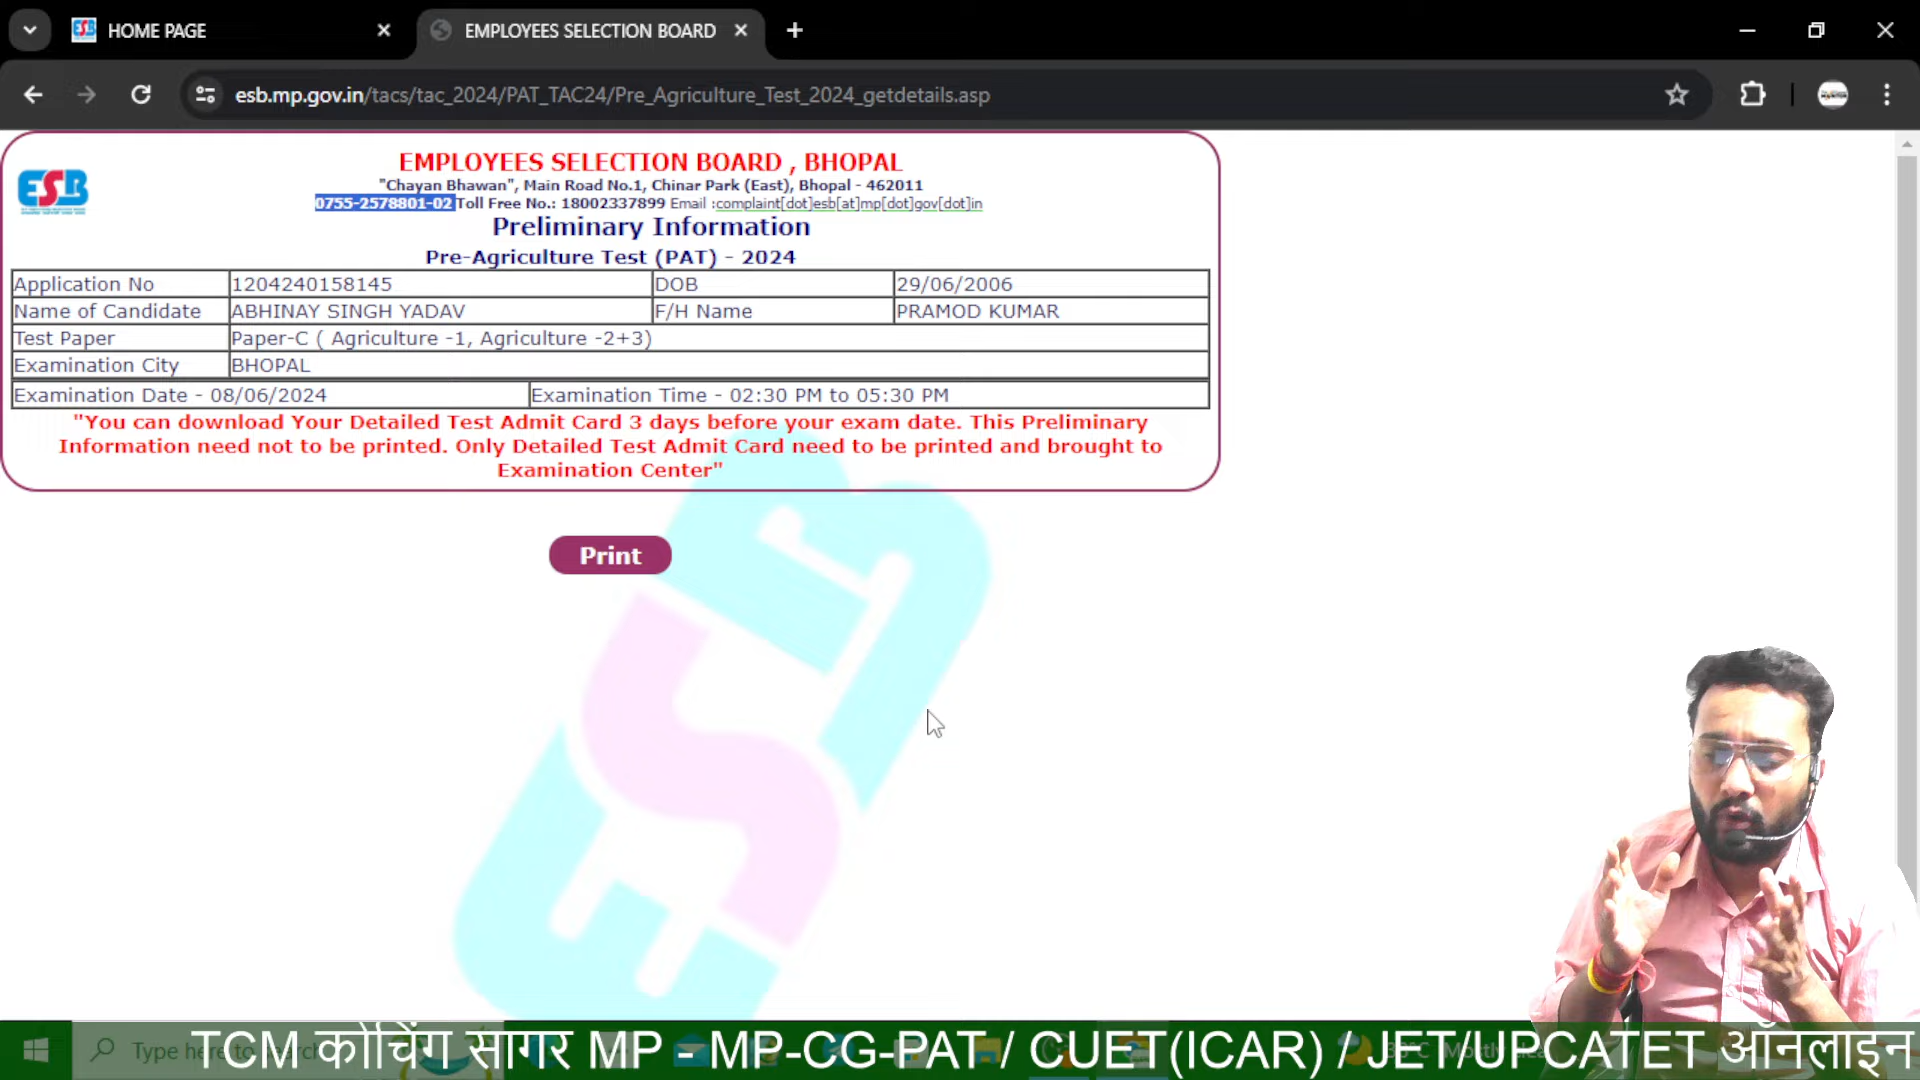 HOME PAGE
EMPLOYEES SELECTION BOARD
esb.mp.gov.in/tacs/tac_2024/PAT_TAC24/Pre_Agriculture_Test_2024_getdetails.asp
ESB
EMPLOYEES SELECTION BOARD , BHOPAL
"Chayan Bhawan", Main Road No.1, Chinar Park (East), Bhopal - 462011
0755-2578801-02 Toll Free No.: 18002337899 Email :complaint[dot]esb[at]mp[dot]gov[dot]in
Preliminary Information
Pre-Agriculture Test (PAT) - 2024
Application No 1204240158145 DOB 29/06/2006
Name of Candidate ABHINAY SINGH YADAV F/H Name PRAMOD KUMAR
Test Paper Paper-C ( Agriculture -1, Agriculture -2+3)
Examination City BHOPAL
Examination Date - 08/06/2024 Examination Time - 02:30 PM to 05:30 PM
"You can download Your Detailed Test Admit Card 3 days before your exam date. This Preliminary
Information need not to be printed. Only Detailed Test Admit Card need to be printed and brought to
Examination Center"
Print
ESB
TCM कोचिंग सागर MP - MP-CG-PAT / CUET(ICAR) / JET/UPCATET ऑनलाइन